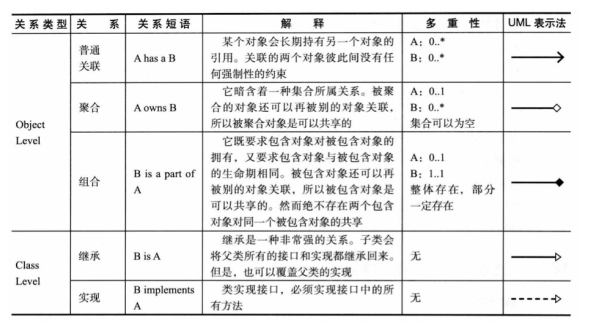 关系类型 关 系 关系短语 解 释 多 重 性 UML 表示法
Object
Level
普通
关联
A has a B
某个对象会长期持有另一个对象的
引用。关联的两个对象彼此间没有任
何强制性的约束
A：0..*
B：0..*
聚合
A owns B
它暗含着一种集合所属关系。被聚
合的对象还可以再被别的对象关联，
所以被聚合对象是可以共享的
A：0..1
B：0..*
集合可以为空
组合
B is a part of
A
它既要求包含对象对被包含对象的
拥有，又要求包含对象与被包含对象
的生命期相同。被包含对象还可以再
被别的对象关联，所以被包含对象是
可以共享的。然而绝不存在两个包含
对象对同一个被包含对象的共享
A：0..1
B：1..1
整体存在，部分
一定存在
Class
Level
继承
B is A
继承是一种非常强的关系。子类会
将父类所有的接口和实现都继承回来。
但是，也可以覆盖父类的实现
无
实现
B implements
A
类实现接口，必须实现接口中的所
有方法
无